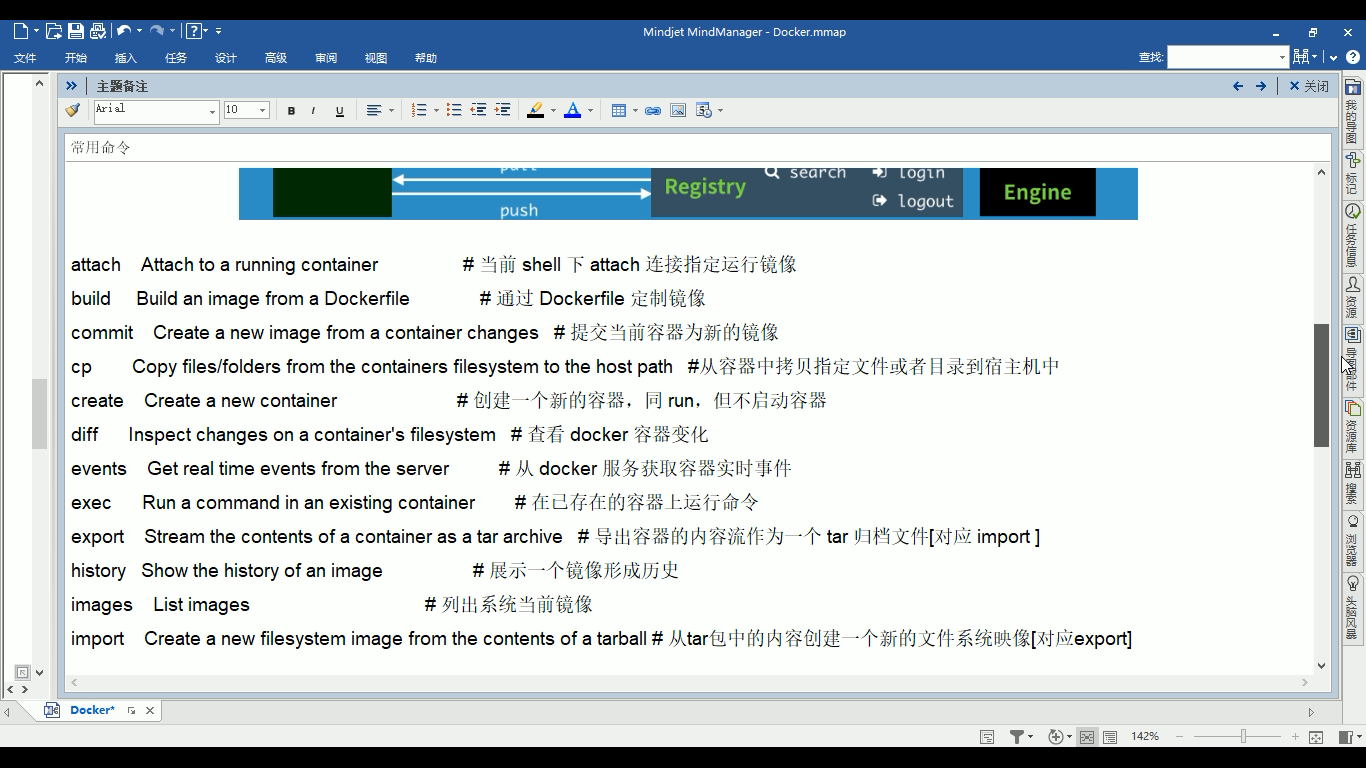 Mindjet MindManager - Docker.mmap
文件 开始 插入 任务 设计 高级 审阅 视图 帮助 查找:
主题备注 关闭
Arial 10 B I U A
常用命令
push
Registry search login
logout
Engine
attach Attach to a running container # 当前 shell 下 attach 连接指定运行镜像
build Build an image from a Dockerfile # 通过 Dockerfile 定制镜像
commit Create a new image from a container changes # 提交当前容器为新的镜像
cp Copy files/folders from the containers filesystem to the host path #从容器中拷贝指定文件或者目录到宿主机中
create Create a new container # 创建一个新的容器，同 run，但不启动容器
diff Inspect changes on a container's filesystem # 查看 docker 容器变化
events Get real time events from the server # 从 docker 服务获取容器实时事件
exec Run a command in an existing container # 在已存在的容器上运行命令
export Stream the contents of a container as a tar archive # 导出容器的内容流作为一个 tar 归档文件[对应 import ]
history Show the history of an image # 展示一个镜像形成历史
images List images # 列出系统当前镜像
import Create a new filesystem image from the contents of a tarball # 从tar包中的内容创建一个新的文件系统映像[对应export]
我的导图
标记
任务信息
资源
导图部件
资源库
搜索
浏览器
头脑风暴
Docker*
142%